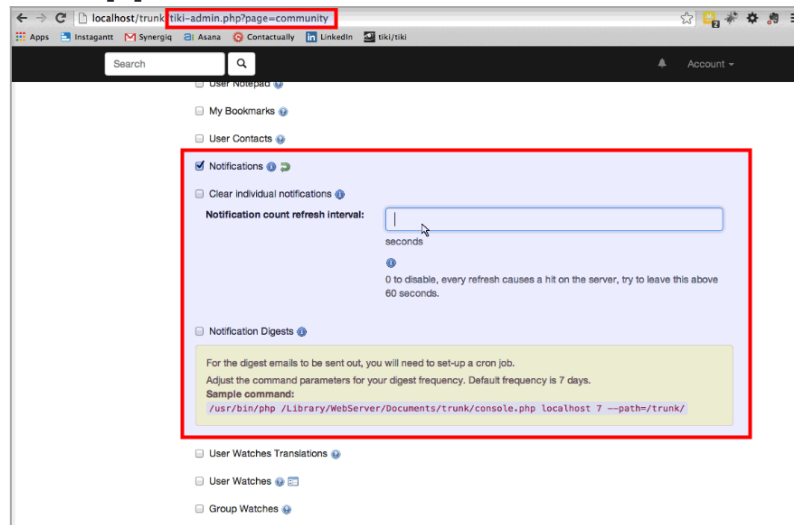 localhost/trunk/tiki-admin.php?page=community
Apps Instagantt Synergiq Asana Contactually LinkedIn tiki/tiki
Search Account
User Notepad
My Bookmarks
User Contacts
Notifications
Clear individual notifications
Notification count refresh interval:
seconds
0 to disable, every refresh causes a hit on the server, try to leave this above
60 seconds.
Notification Digests
For the digest emails to be sent out, you will need to set-up a cron job.
Adjust the command parameters for your digest frequency. Default frequency is 7 days.
Sample command:
/usr/bin/php /Library/WebServer/Documents/trunk/console.php localhost 7 --path=/trunk/
User Watches Translations
User Watches
Group Watches